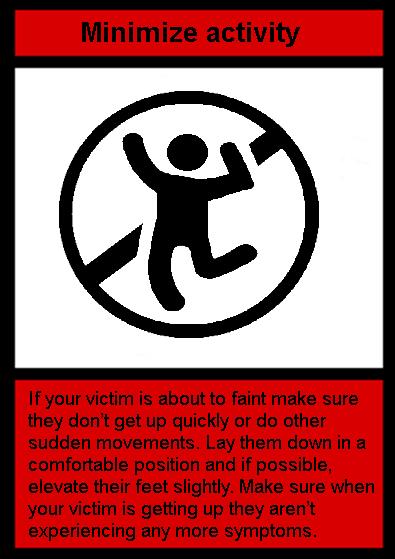 Minimize activity
If your victim is about to faint make sure
they don't get up quickly or do other
sudden movements. Lay them down in a
comfortable position and if possible,
elevate their feet slightly. Make sure when
your victim is getting up they aren't
experiencing any more symptoms.